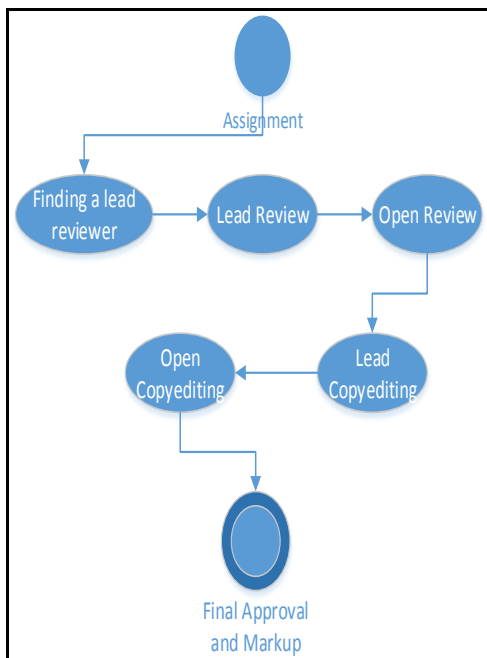 Assignment
Finding a lead
reviewer
Lead Review
Open Review
Open
Copyediting
Lead
Copyediting
Final Approval
and Markup